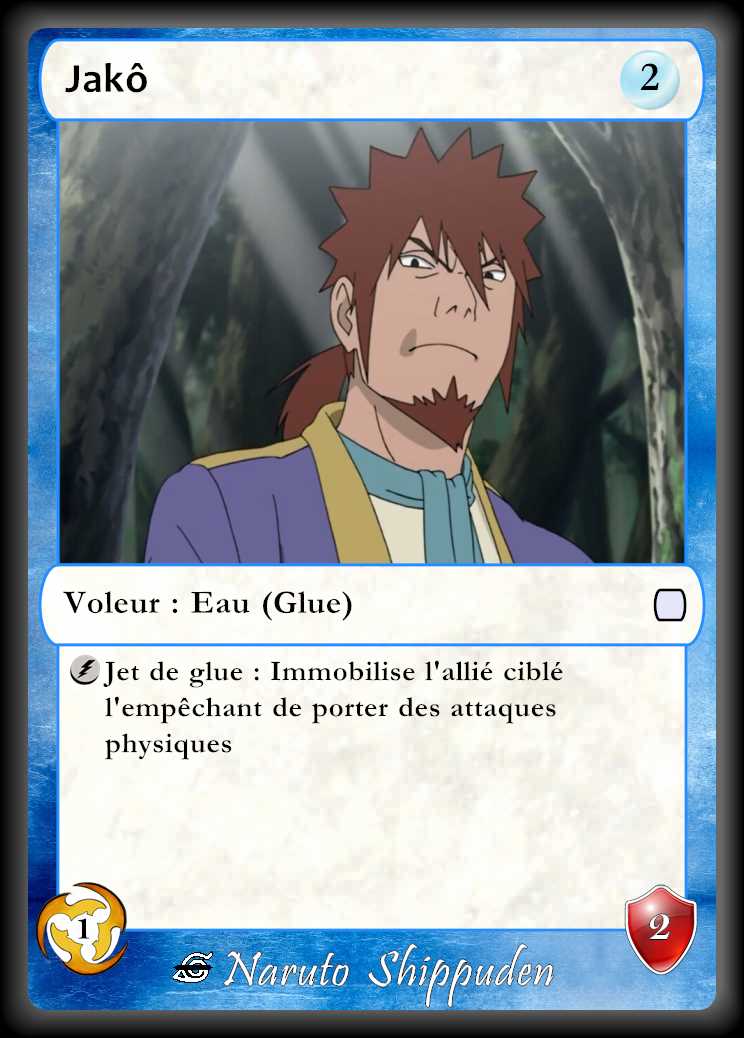 Jakô 2
Voleur : Eau (Glue)
Jet de glue : Immobilise l'allié ciblé
l'empêchant de porter des attaques
physiques
1 2
Naruto Shippuden